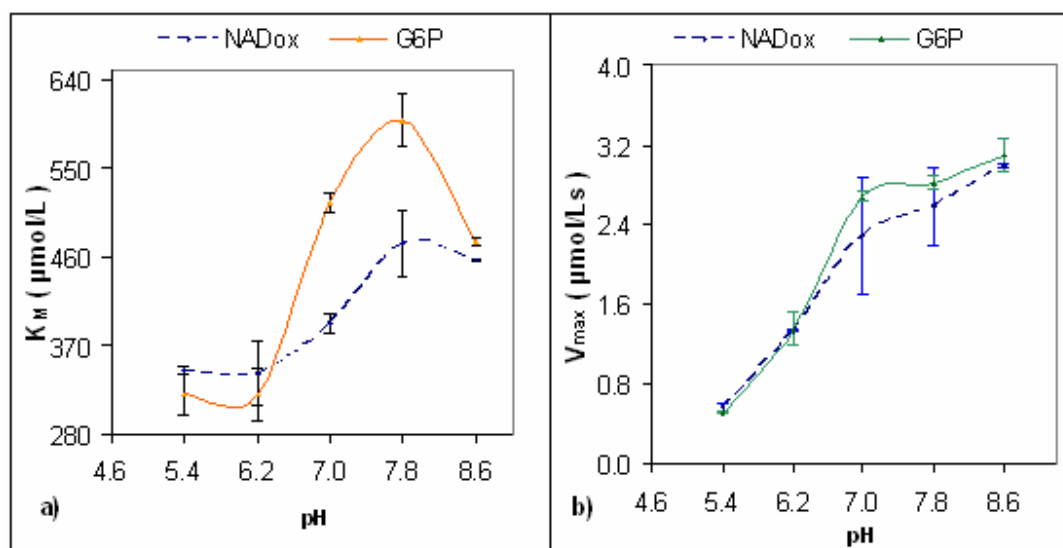 NADox G6P
640
550
460
370
280
K M ( µmol/L )
4.6 5.4 6.2 7.0 7.8 8.6
pH
a)
NADox G6P
4.0
3.2
2.4
1.6
0.8
0.0
Vmax ( µmol/Ls )
4.6 5.4 6.2 7.0 7.8 8.6
pH
b)